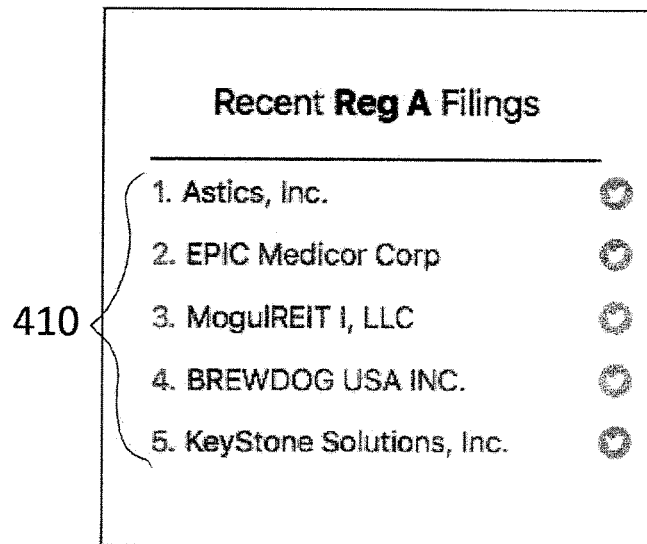 Recent Reg A Filings
1. Astics, Inc.
2. EPIC Medicor Corp
410
3. MogulREIT I, LLC
4. BREWDOG USA INC.
5. KeyStone Solutions, Inc.